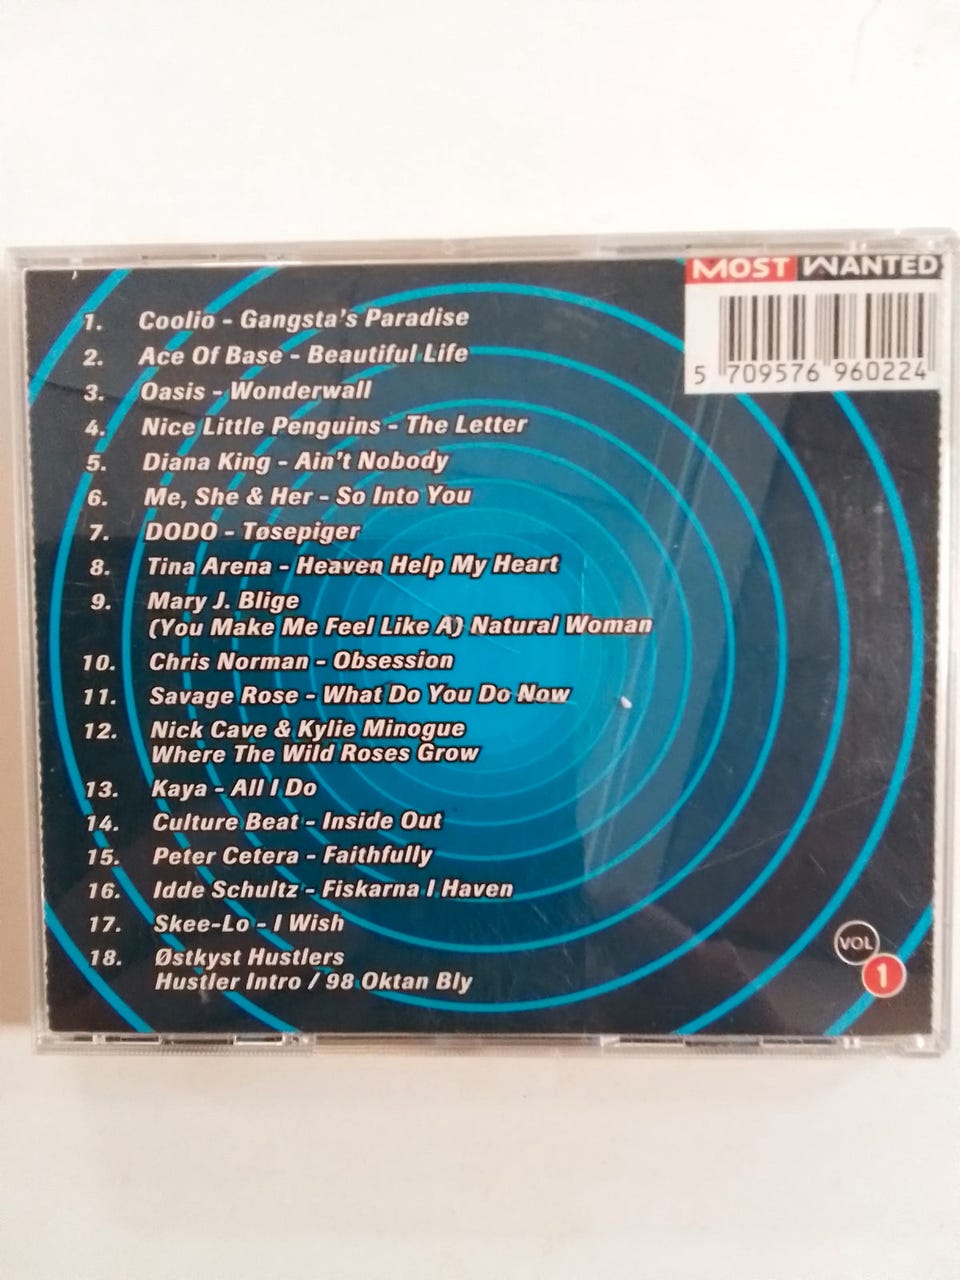 MOST WANTED
5 709576 960224
1. Coolio - Gangsta's Paradise
2. Ace Of Base - Beautiful Life
3. Oasis - Wonderwall
4. Nice Little Penguins - The Letter
5. Diana King - Ain't Nobody
6. Me, She & Her - So Into You
7. DODO - Tøsepiger
8. Tina Arena - Heaven Help My Heart
9. Mary J. Blige
(You Make Me Feel Like A) Natural Woman
10. Chris Norman - Obsession
11. Savage Rose - What Do You Do Now
12. Nick Cave & Kylie Minogue
Where The Wild Roses Grow
13. Kaya - All I Do
14. Culture Beat - Inside Out
15. Peter Cetera - Faithfully
16. Idde Schultz - Fiskarna I Haven
17. Skee-Lo - I Wish
18. Østkyst Hustlers
Hustler Intro / 98 Oktan Bly
VOL
1